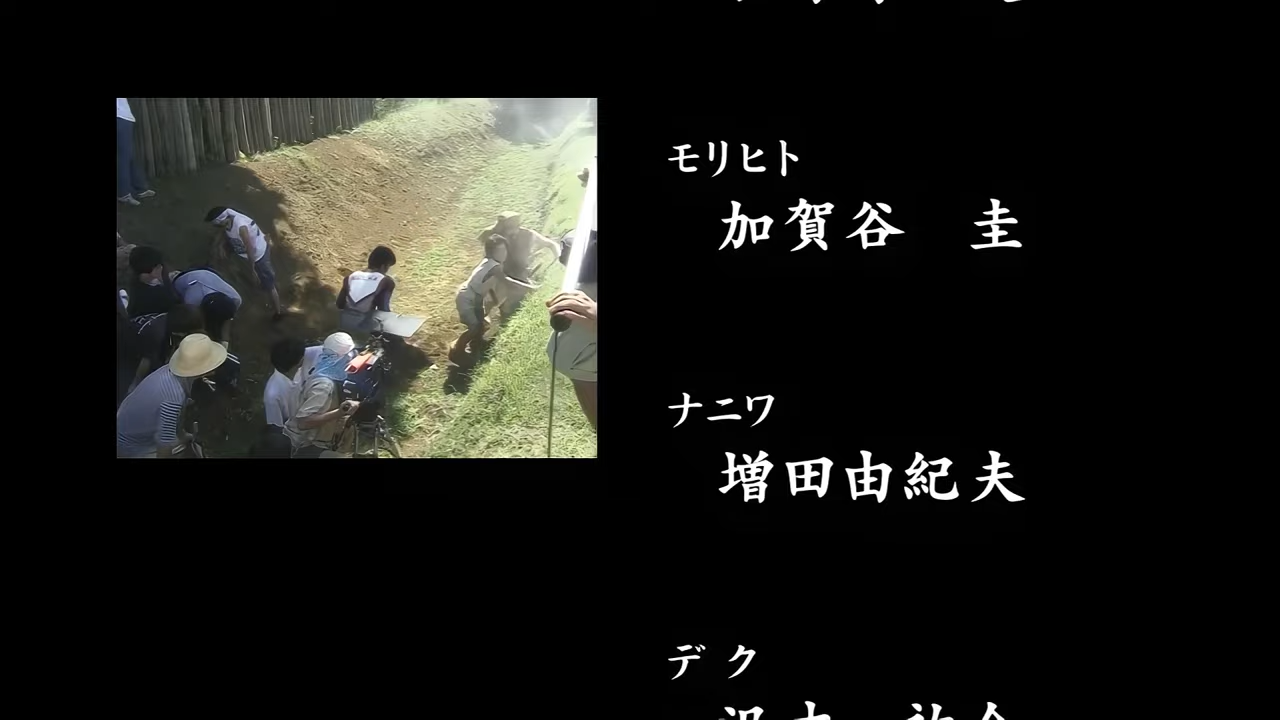 モリヒト
加賀谷　圭
ナニワ
増田由紀夫
デク